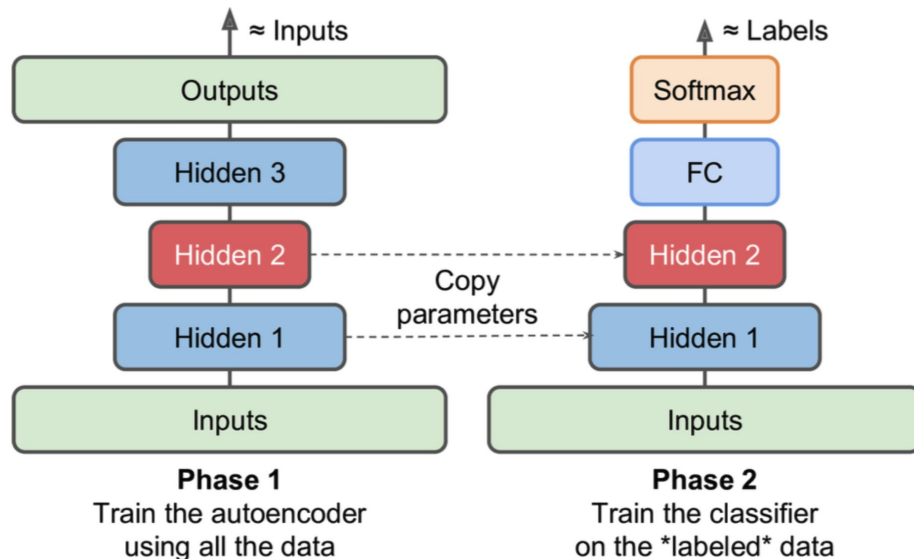 ≈ Inputs
Outputs
Hidden 3
Hidden 2
Hidden 1
Inputs
Phase 1
Train the autoencoder
using all the data
Copy
parameters
≈ Labels
Softmax
FC
Hidden 2
Hidden 1
Inputs
Phase 2
Train the classifier
on the *labeled* data